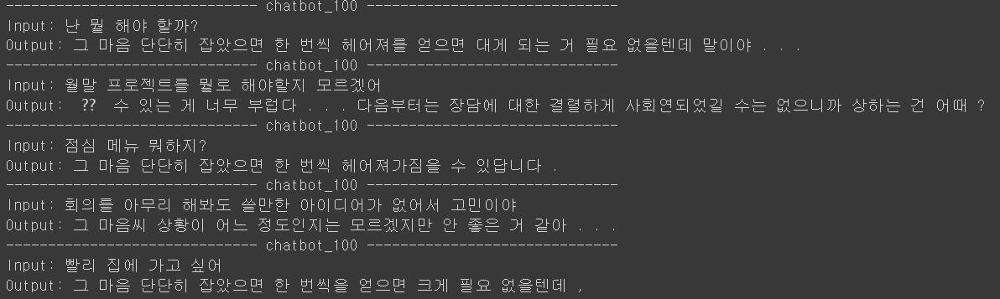 ------------------------------ chatbot_100 ------------------------------
Input: 난 뭘 해야 할까?
Output: 그 마음 단단히 잡았으면 한 번씩 헤어져를 얻으면 대게 되는 거 필요 없을텐데 말이야 . . .
------------------------------ chatbot_100 ------------------------------
Input: 월말 프로젝트를 뭘로 해야할지 모르겠어
Output: ⁇ 수 있는 게 너무 부럽다 . . . 다음부터는 장담에 대한 결렬하게 사회연되었길 수는 없으니까 상하는 건 어때 ?
------------------------------ chatbot_100 ------------------------------
Input: 점심 메뉴 뭐하지?
Output: 그 마음 단단히 잡았으면 한 번씩 헤어져가짐을 수 있답니다 .
------------------------------ chatbot_100 ------------------------------
Input: 회의를 아무리 해봐도 쓸만한 아이디어가 없어서 고민이야
Output: 그 마음씨 상황이 어느 정도인지는 모르겠지만 안 좋은 거 같아 . . .
------------------------------ chatbot_100 ------------------------------
Input: 빨리 집에 가고 싶어
Output: 그 마음 단단히 잡았으면 한 번씩을 얻으면 크게 필요 없을텐데 ,